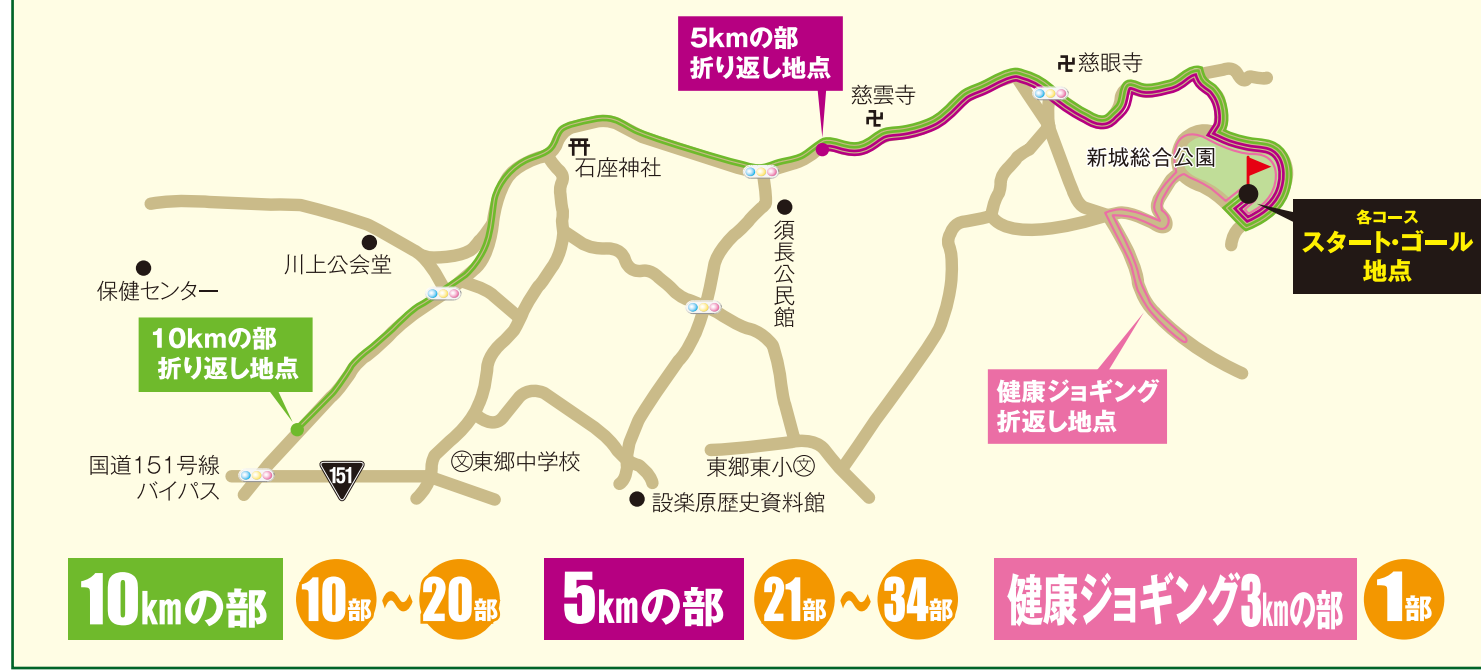 5kmの部
折り返し地点
卍慈眼寺
慈雲寺
卍
石座神社
新城総合公園
各コース
スタート・ゴール
地点
須長公民館
川上公会堂
保健センター
10kmの部
折り返し地点
健康ジョギング
折返し地点
国道151号線
バイパス
151
文東郷中学校
東郷東小文
設楽原歴史資料館
10kmの部 10部～20部 5kmの部 21部～34部 健康ジョギング3kmの部 1部